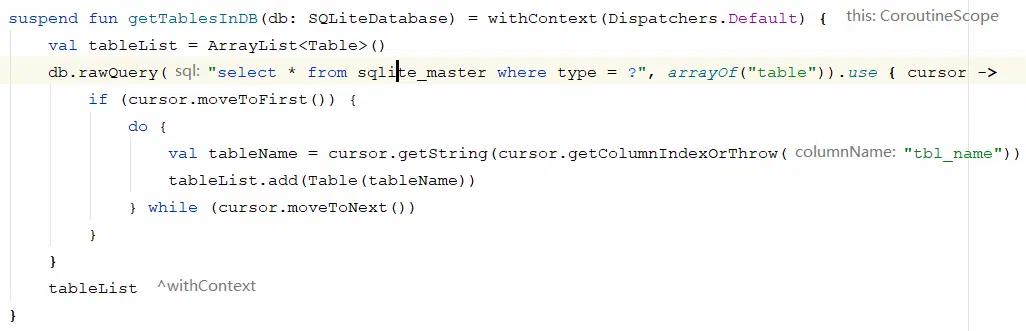 suspend fun getTablesInDB(db: SQLiteDatabase) = withContext(Dispatchers.Default) { this: CoroutineScope
    val tableList = ArrayList<Table>()
    db.rawQuery( sql: "select * from sqlite_master where type = ?", arrayOf("table")).use { cursor ->
        if (cursor.moveToFirst()) {
            do {
                val tableName = cursor.getString(cursor.getColumnIndexOrThrow( columnName: "tbl_name"))
                tableList.add(Table(tableName))
            } while (cursor.moveToNext())
        }
    }
    tableList ^withContext
}